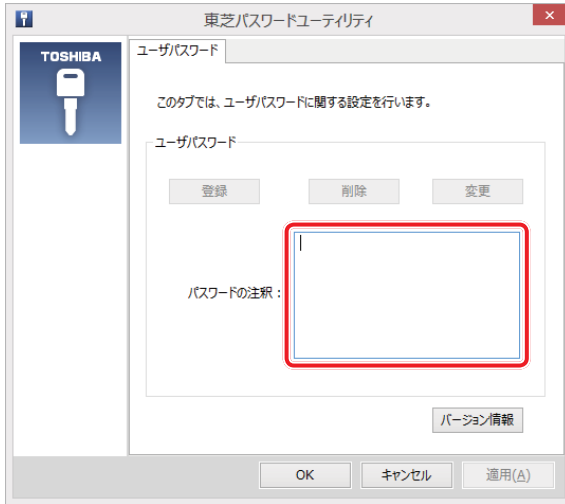 東芝パスワードユーティリティ
TOSHIBA
ユーザパスワード
このタブでは、ユーザパスワードに関する設定を行います。
ユーザパスワード
登録
削除
変更
パスワードの注釈：
バージョン情報
OK
キャンセル
適用(A)